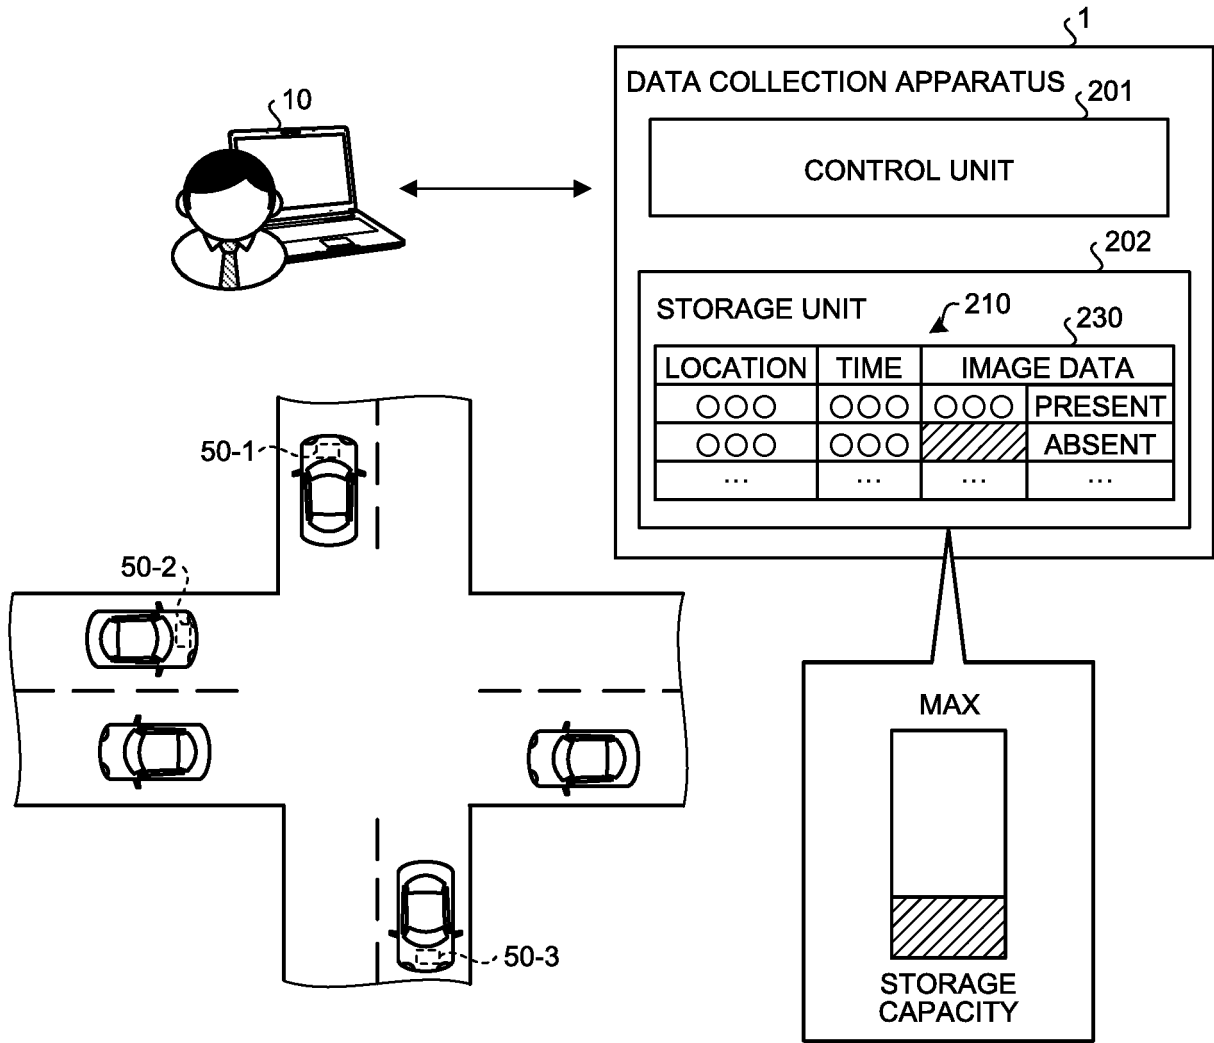 1
DATA COLLECTION APPARATUS
201
CONTROL UNIT
10
202
STORAGE UNIT
210
230
LOCATION TIME IMAGE DATA
○○○ ○○○ ○○○ PRESENT
○○○ ○○○ ABSENT
... ... ... ...
50-1
50-2
50-3
MAX
STORAGE
CAPACITY